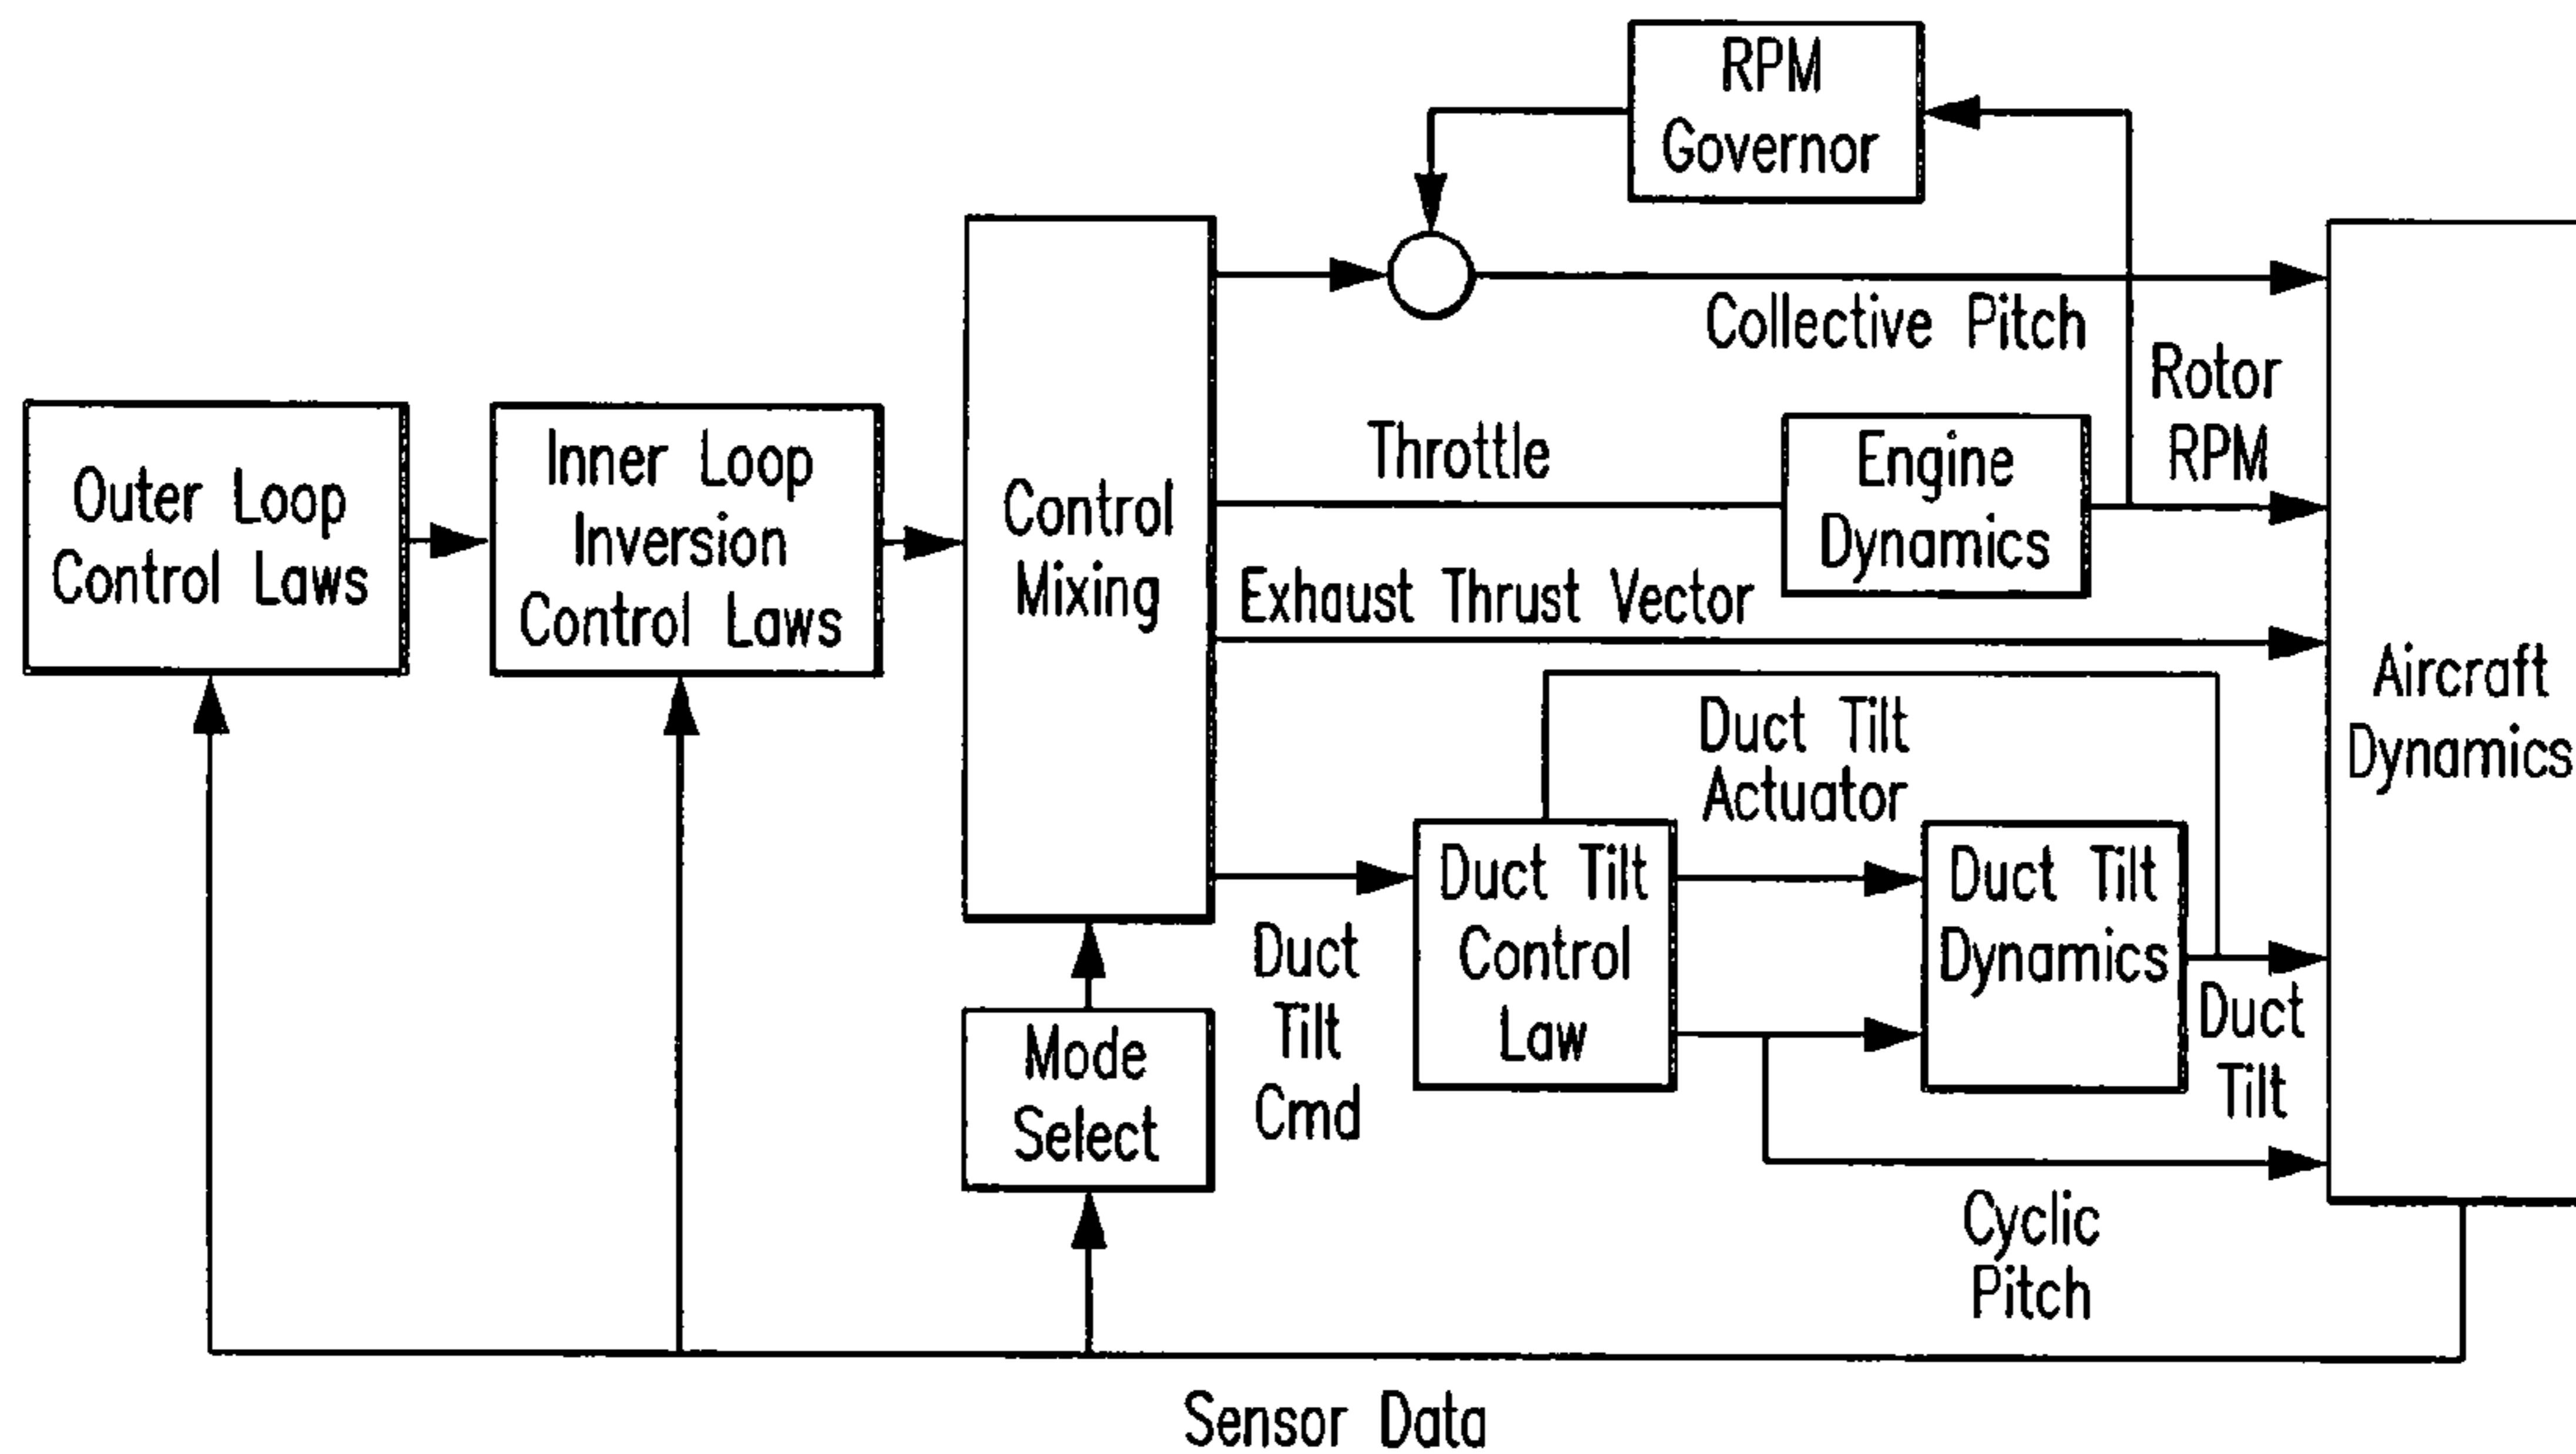 RPM
Governor
Collective Pitch
Rotor
RPM
Outer Loop
Control Laws
Inner Loop
Inversion
Control Laws
Control
Mixing
Throttle
Engine
Dynamics
Exhaust Thrust Vector
Aircraft
Dynamics
Duct Tilt
Actuator
Duct Tilt
Control
Law
Duct Tilt
Dynamics
Duct
Tilt
Cmd
Duct
Tilt
Mode
Select
Cyclic
Pitch
Sensor Data